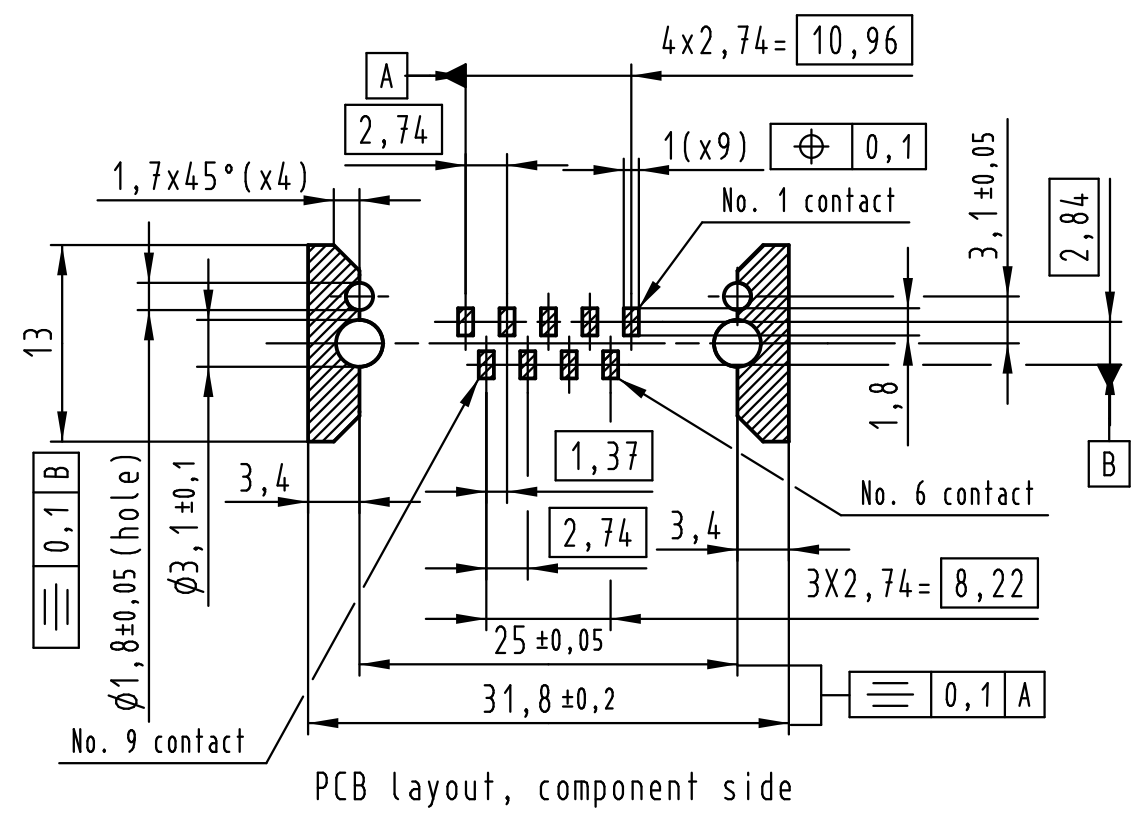 4x2,74= 10,96
A
2,74
1(x9) ⌖ 0,1
1,7x45°(x4)
No. 1 contact
3,1±0,05
2,84
13
1,8
B
1,37
3,4
No. 6 contact
2,74
3,4
⌯ 0,1 B
Ø1,8±0,05(hole)
Ø3,1±0,1
3X2,74= 8,22
25±0,05
31,8±0,2
⌯ 0,1 A
No. 9 contact
PCB layout, component side